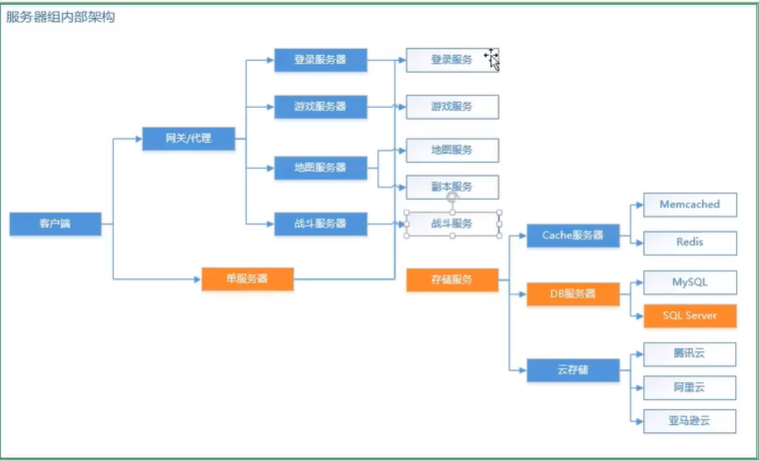 服务器组内部架构
登录服务器
登录服务
游戏服务器
游戏服务
网关/代理
地图服务器
地图服务
副本服务
客户端
战斗服务器
战斗服务
单服务器
存储服务
Cache服务器
Memcached
Redis
DB服务器
MySQL
SQL Server
云存储
腾讯云
阿里云
亚马逊云